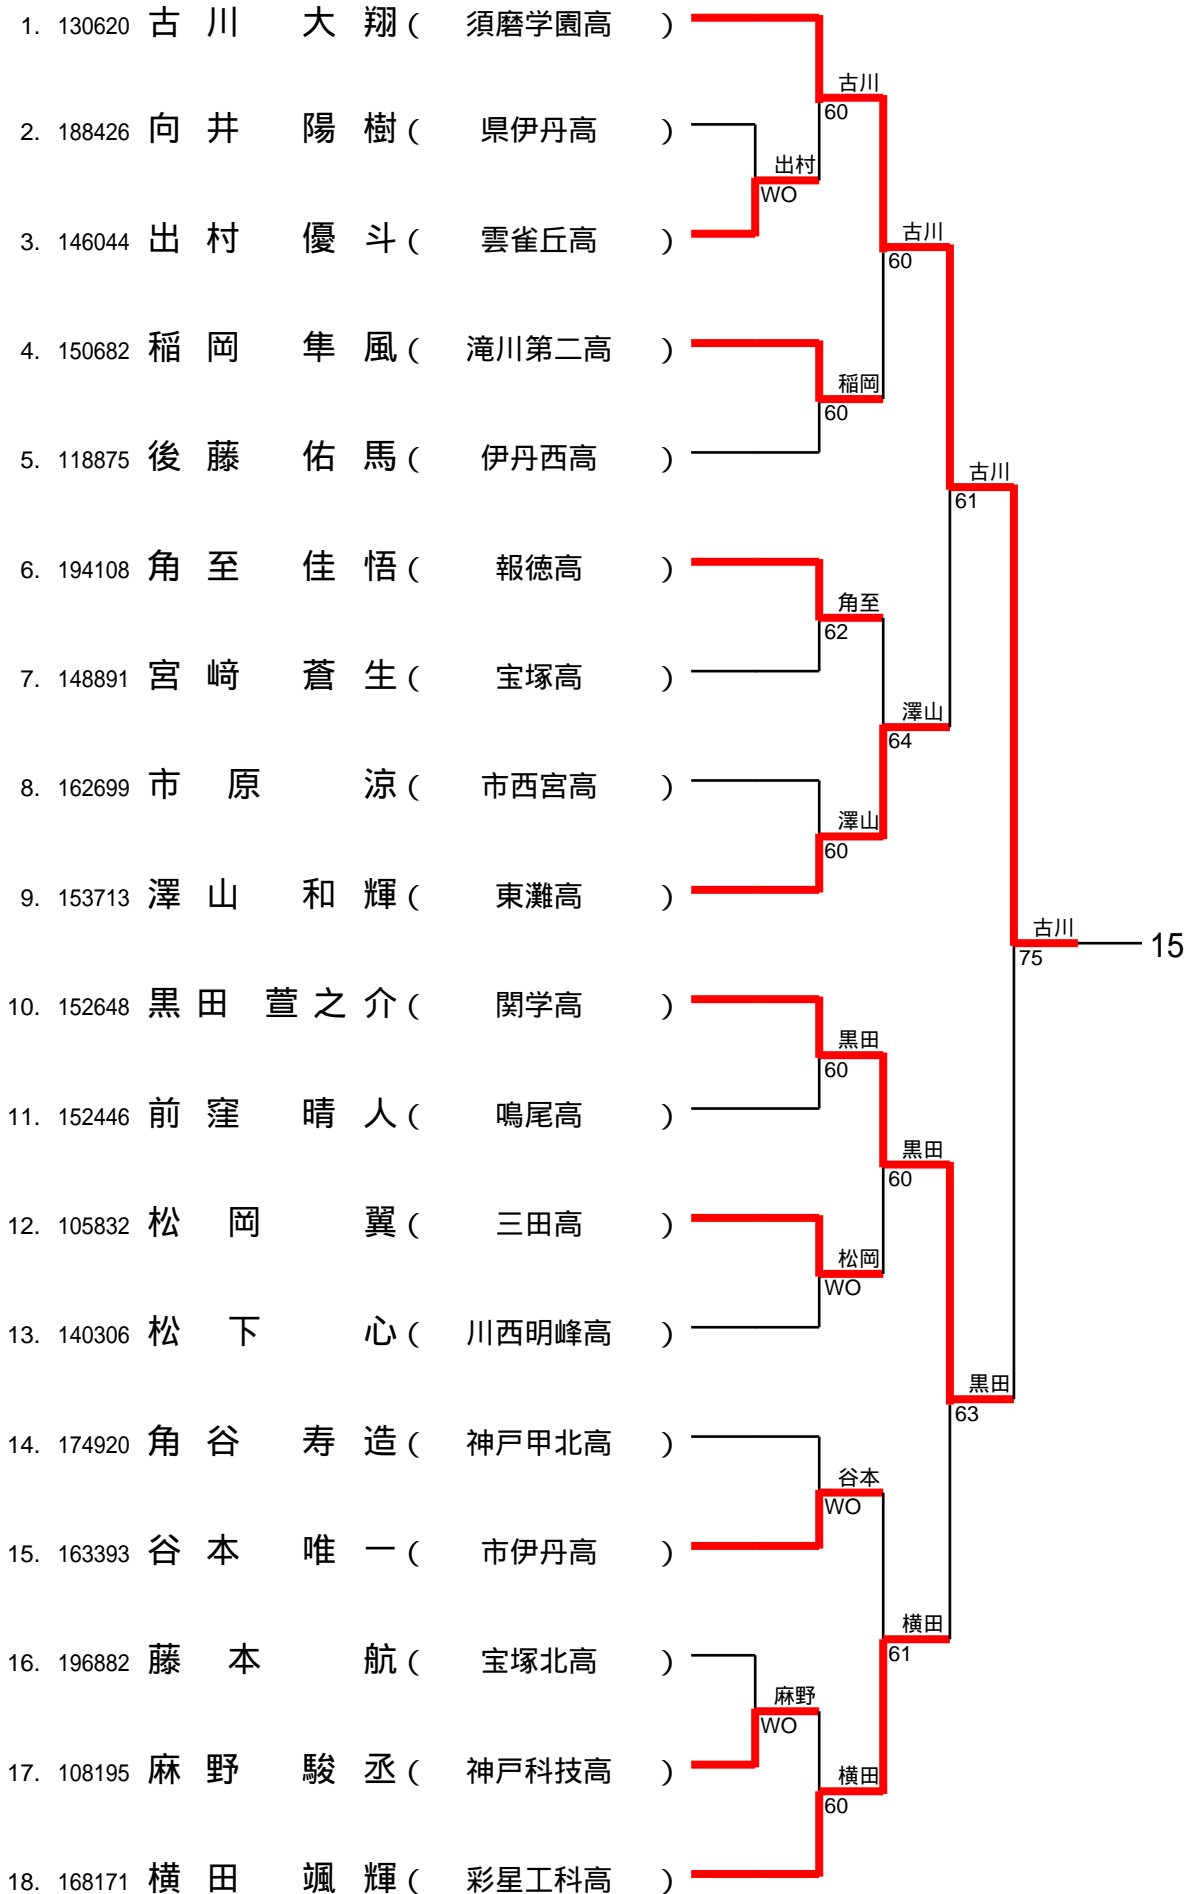 1. 130620 古川 大翔 ( 須磨学園高 )
古川
60
2. 188426 向井 陽樹 ( 県伊丹高 )
出村
WO
3. 146044 出村 優斗 ( 雲雀丘高 )
古川
60
4. 150682 稲岡 隼風 ( 滝川第二高 )
稲岡
60
5. 118875 後藤 佑馬 ( 伊丹西高 )
古川
61
6. 194108 角至 佳悟 ( 報徳高 )
角至
62
7. 148891 宮﨑 蒼生 ( 宝塚高 )
澤山
64
8. 162699 市原 涼 ( 市西宮高 )
澤山
60
9. 153713 澤山 和輝 ( 東灘高 )
古川
75
15
10. 152648 黒田 萱之介 ( 関学高 )
黒田
60
11. 152446 前窪 晴人 ( 鳴尾高 )
黒田
60
12. 105832 松岡 翼 ( 三田高 )
松岡
WO
13. 140306 松下 心 ( 川西明峰高 )
黒田
63
14. 174920 角谷 寿造 ( 神戸甲北高 )
谷本
WO
15. 163393 谷本 唯一 ( 市伊丹高 )
横田
61
16. 196882 藤本 航 ( 宝塚北高 )
麻野
WO
17. 108195 麻野 駿丞 ( 神戸科技高 )
横田
60
18. 168171 横田 颯輝 ( 彩星工科高 )